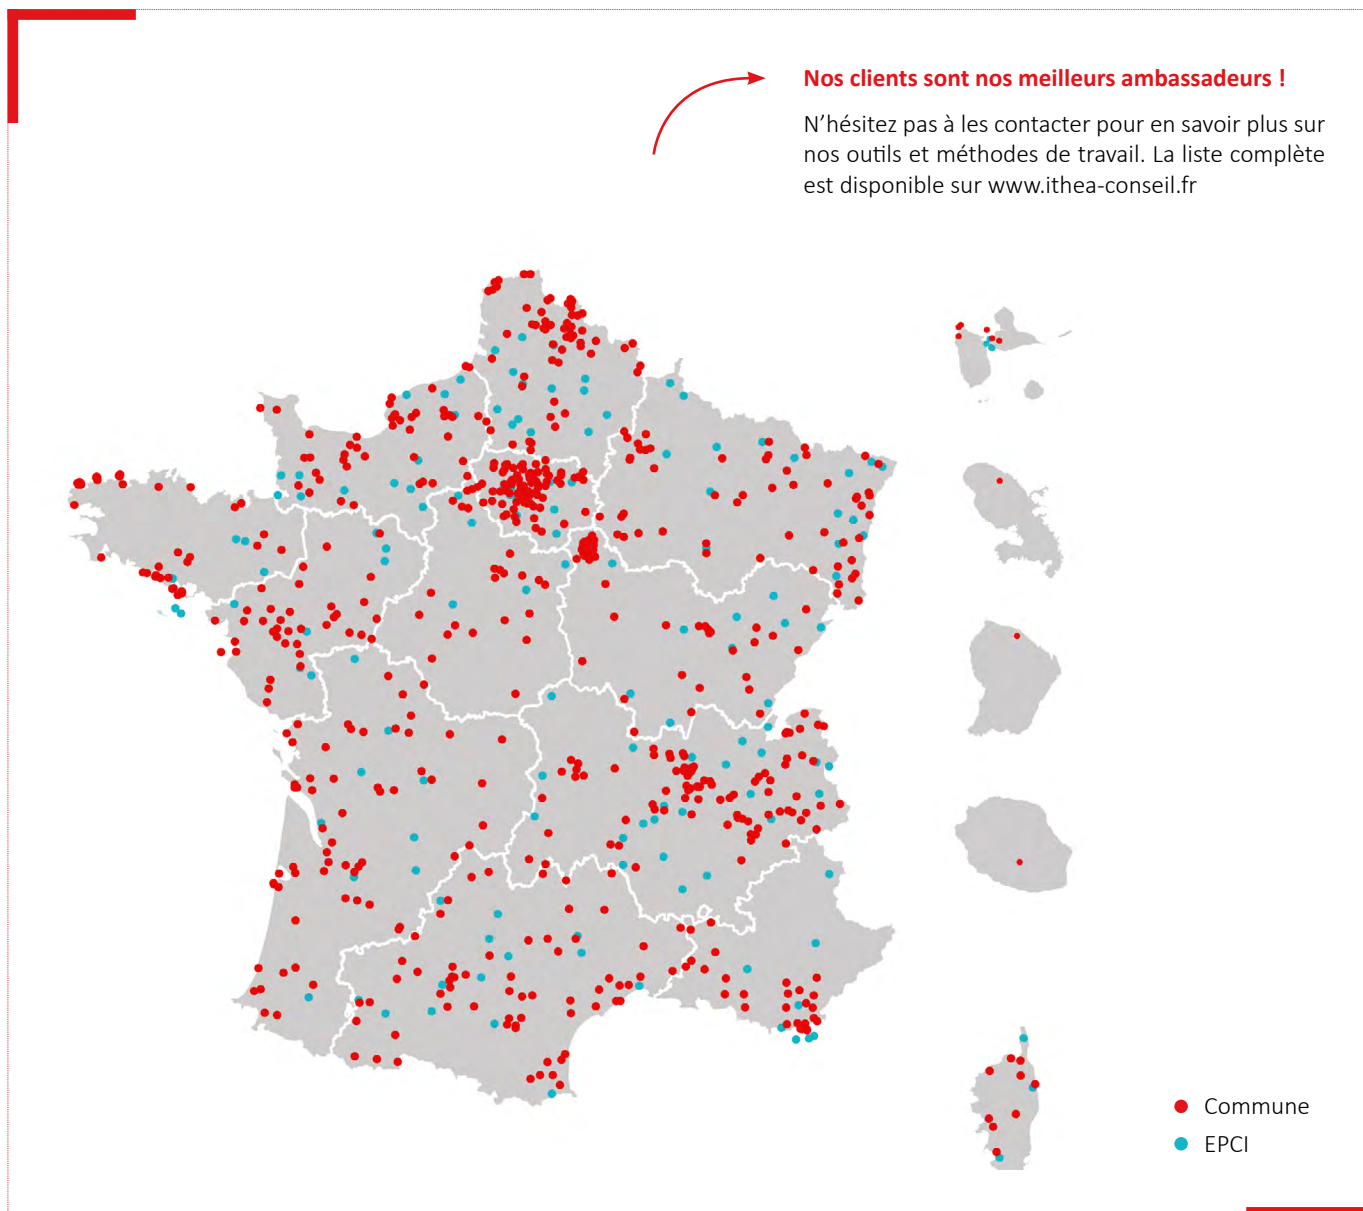 Nos clients sont nos meilleurs ambassadeurs !
N’hésitez pas à les contacter pour en savoir plus sur
nos outils et méthodes de travail. La liste complète
est disponible sur www.ithea-conseil.fr
Commune
EPCI